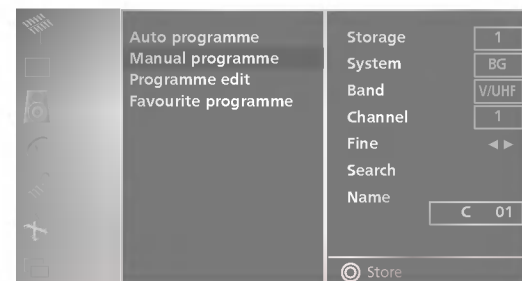 Auto programme
Manual programme
Programme edit
Favourite programme
Storage 1
System BG
Band V/UHF
Channel 1
Fine ◄ ►
Search
Name
C 01
Store